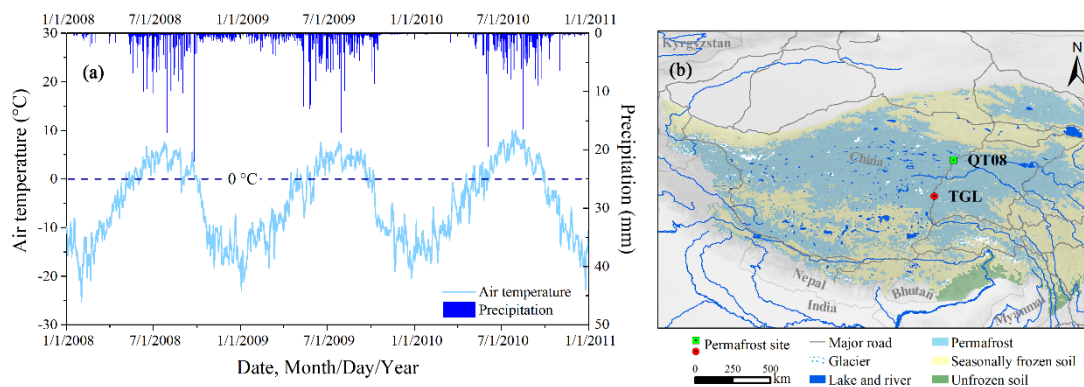 1/1/2008 7/1/2008 1/1/2009 7/1/2009 1/1/2010 7/1/2010 1/1/2011
30
20
10
0
-10
-20
-30
Air temperature (°C)
(a)
0 °C
Air temperature
Precipitation
0
10
20
30
40
50
Precipitation (mm)
1/1/2008 7/1/2008 1/1/2009 7/1/2009 1/1/2010 7/1/2010 1/1/2011
Date, Month/Day/Year
Kyrgyzstan
N
(b)
China
QT08
TGL
Nepal
Bhutan
India
Myanmar
Permafrost site
Major road
Permafrost
Glacier
Seasonally frozen soil
0 250 500
km
Lake and river
Unfrozen soil